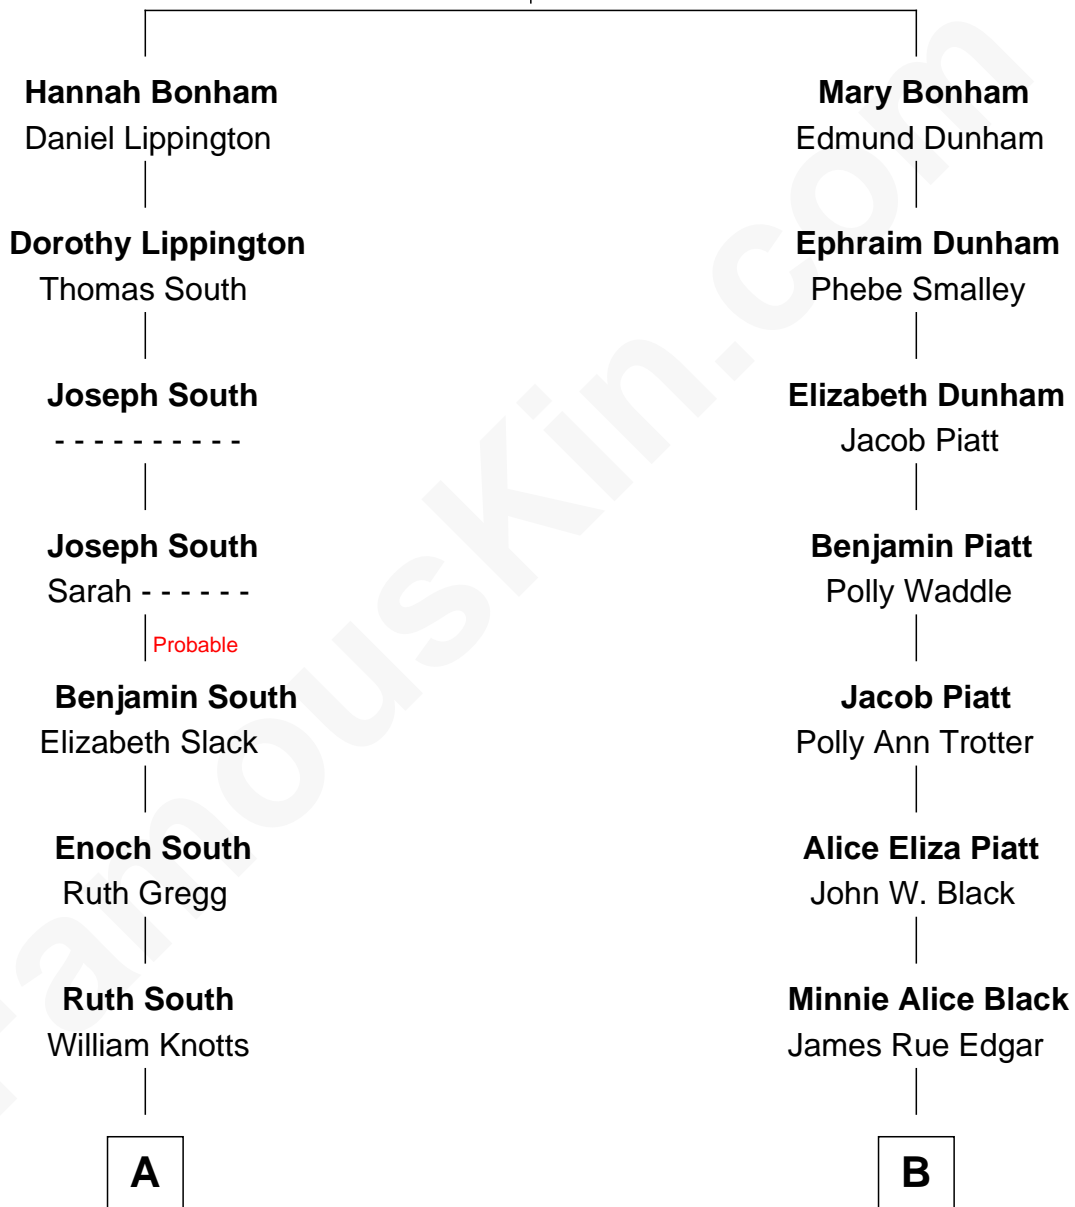 Hannah Bonham
Daniel Lippington
Dorothy Lippington
Thomas South
Joseph South
- - - - - - - - - -
Joseph South
Sarah - - - - - -
Probable
Benjamin South
Elizabeth Slack
Enoch South
Ruth Gregg
Ruth South
William Knotts
A
Mary Bonham
Edmund Dunham
Ephraim Dunham
Phebe Smalley
Elizabeth Dunham
Jacob Piatt
Benjamin Piatt
Polly Waddle
Jacob Piatt
Polly Ann Trotter
Alice Eliza Piatt
John W. Black
Minnie Alice Black
James Rue Edgar
B
FamousKin.com